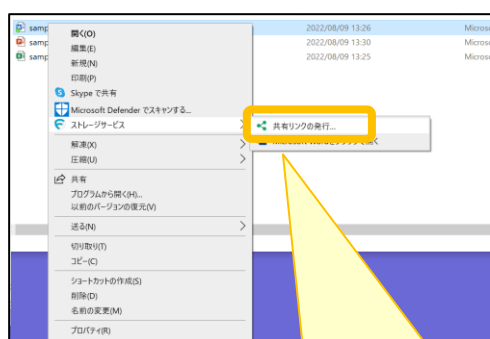 samp
2022/08/09 13:26
Micros
samp
2022/08/09 13:30
Micros
samp
2022/08/09 13:25
Micros
開く(O)
編集(E)
新規(N)
印刷(P)
Skype で共有
Microsoft Defender でスキャンする...
ストレージサービス
共有リンクの発行...
解凍(X)
圧縮(U)
共有
プログラムから開く(H)...
以前のバージョンの復元(V)
送る(N)
切り取り(T)
コピー(C)
ショートカットの作成(S)
削除(D)
名前の変更(M)
プロパティ(R)